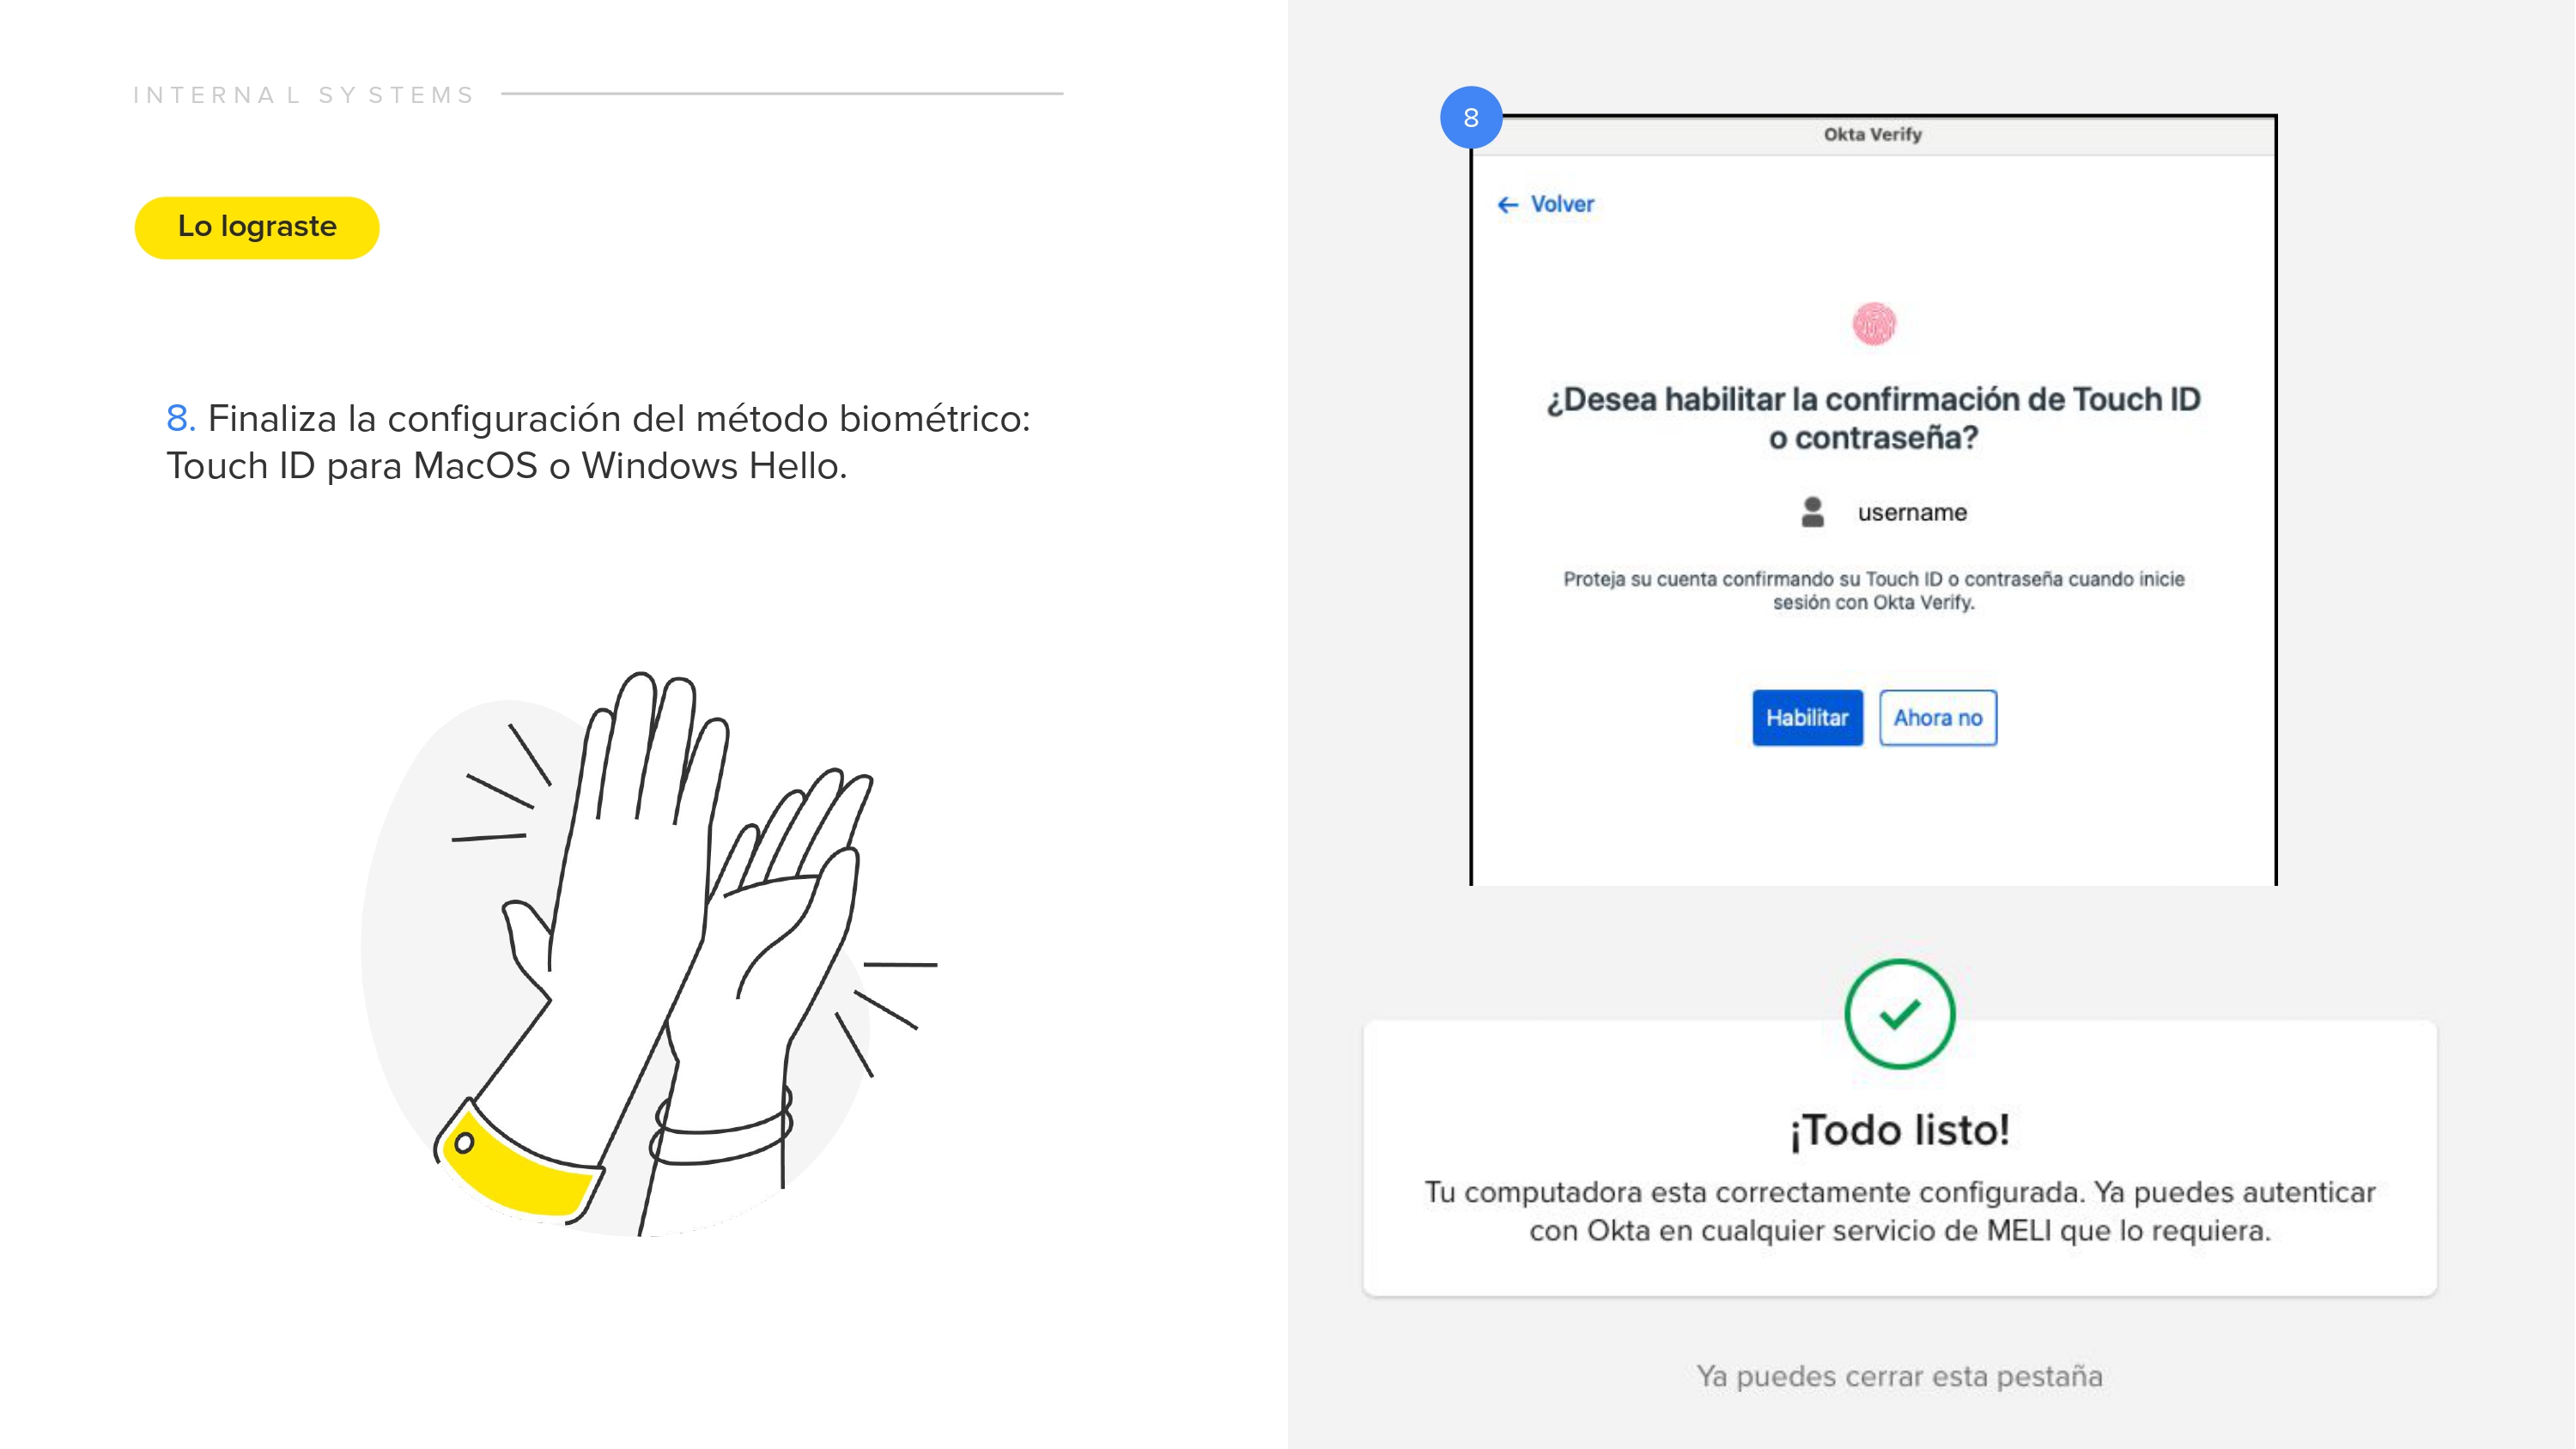 INTERNAL SYSTEMS
Lo lograste
8. Finaliza la configuración del método biométrico:
Touch ID para MacOS o Windows Hello.
8
Okta Verify
← Volver
¿Desea habilitar la confirmación de Touch ID
o contraseña?
username
Proteja su cuenta confirmando su Touch ID o contraseña cuando inicie
sesión con Okta Verify.
Habilitar Ahora no
¡Todo listo!
Tu computadora esta correctamente configurada. Ya puedes autenticar
con Okta en cualquier servicio de MELI que lo requiera.
Ya puedes cerrar esta pestaña